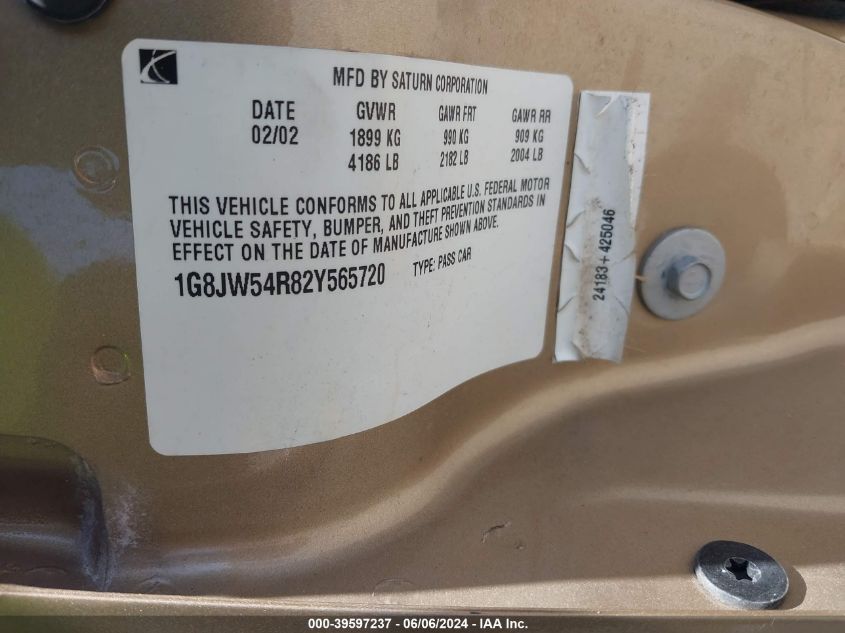 MFD BY SATURN CORPORATION
DATE GVWR GAWR FRT GAWR RR
02/02 1899 KG 990 KG 909 KG
4186 LB 2182 LB 2004 LB
THIS VEHICLE CONFORMS TO ALL APPLICABLE U.S. FEDERAL MOTOR
VEHICLE SAFETY, BUMPER, AND THEFT PREVENTION STANDARDS IN
EFFECT ON THE DATE OF MANUFACTURE SHOWN ABOVE.
1G8JW54R82Y565720 TYPE: PASS CAR
24183+425046
000-39597237 - 06/06/2024 - IAAI Inc.